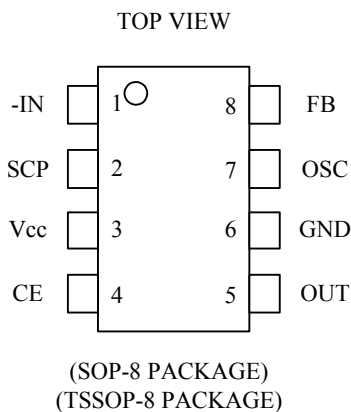 TOP VIEW
-IN 1 8 FB
SCP 2 7 OSC
Vcc 3 6 GND
CE 4 5 OUT
(SOP-8 PACKAGE)
(TSSOP-8 PACKAGE)